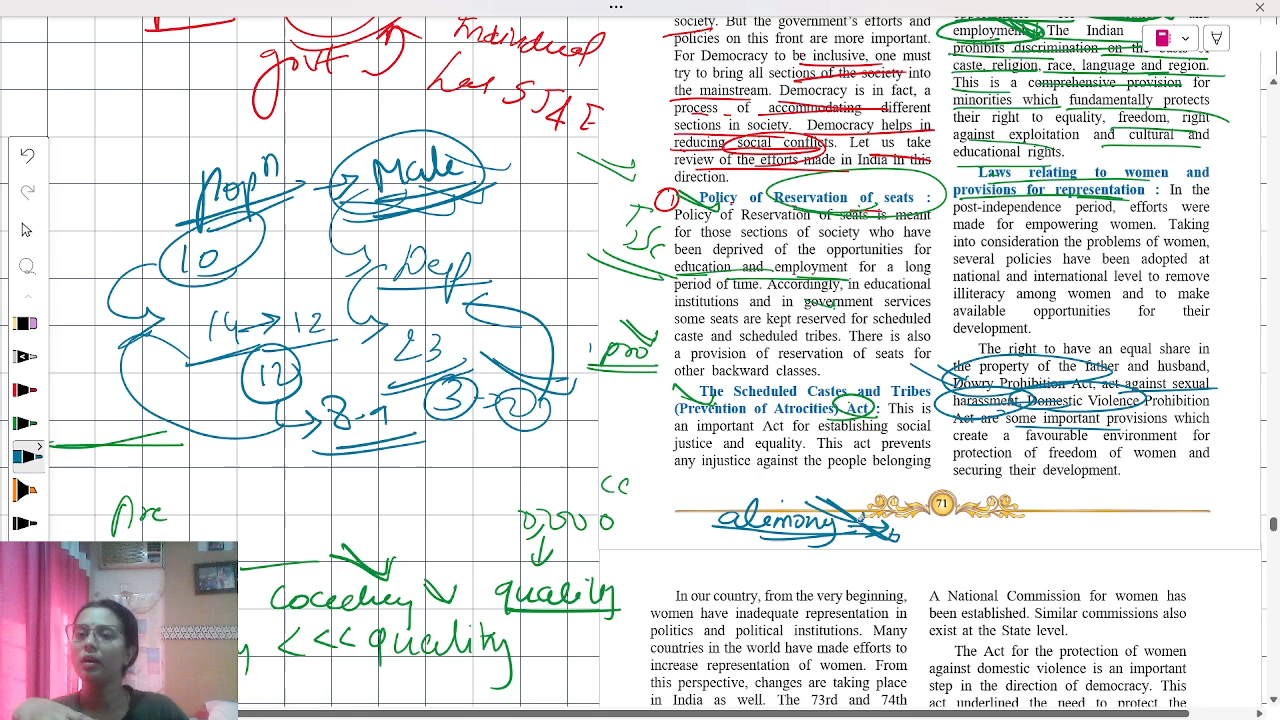 Individual
govt
has SJ & E
popn → Male
10
Dep
14 → 12
23
12
3 → 2
8-9
pro
Are
cc
quality
<<< quality
society. But the government's efforts and
policies on this front are more important.
For Democracy to be inclusive, one must
try to bring all sections of the society into
the mainstream. Democracy is in fact, a
process of accommodating different
sections in society. Democracy helps in
reducing social conflicts. Let us take
review of the efforts made in India in this
direction.
1
Policy of Reservation of seats :
Policy of Reservation of seats is meant
for those sections of society who have
been deprived of the opportunities for
education and employment for a long
period of time. Accordingly, in educational
institutions and in government services
some seats are kept reserved for scheduled
caste and scheduled tribes. There is also
a provision of reservation of seats for
other backward classes.
The Scheduled Castes and Tribes
(Prevention of Atrocities) Act : This is
an important Act for establishing social
justice and equality. This act prevents
any injustice against the people belonging
employment. The Indian
prohibits discrimination on the basis of
caste, religion, race, language and region.
This is a comprehensive provision for
minorities which fundamentally protects
their right to equality, freedom, right
against exploitation and cultural and
educational rights.
Laws relating to women and
provisions for representation : In the
post-independence period, efforts were
made for empowering women. Taking
into consideration the problems of women,
several policies have been adopted at
national and international level to remove
illiteracy among women and to make
available opportunities for their
development.
The right to have an equal share in
the property of the father and husband,
Dowry Prohibition Act, act against sexual
harassment, Domestic Violence Prohibition
Act are some important provisions which
create a favourable environment for
protection of freedom of women and
securing their development.
alimony
71
In our country, from the very beginning,
women have inadequate representation in
politics and political institutions. Many
countries in the world have made efforts to
increase representation of women. From
this perspective, changes are taking place
in India as well. The 73rd and 74th
A National Commission for women has
been established. Similar commissions also
exist at the State level.
The Act for the protection of women
against domestic violence is an important
step in the direction of democracy. This
act underlined the need to protect the